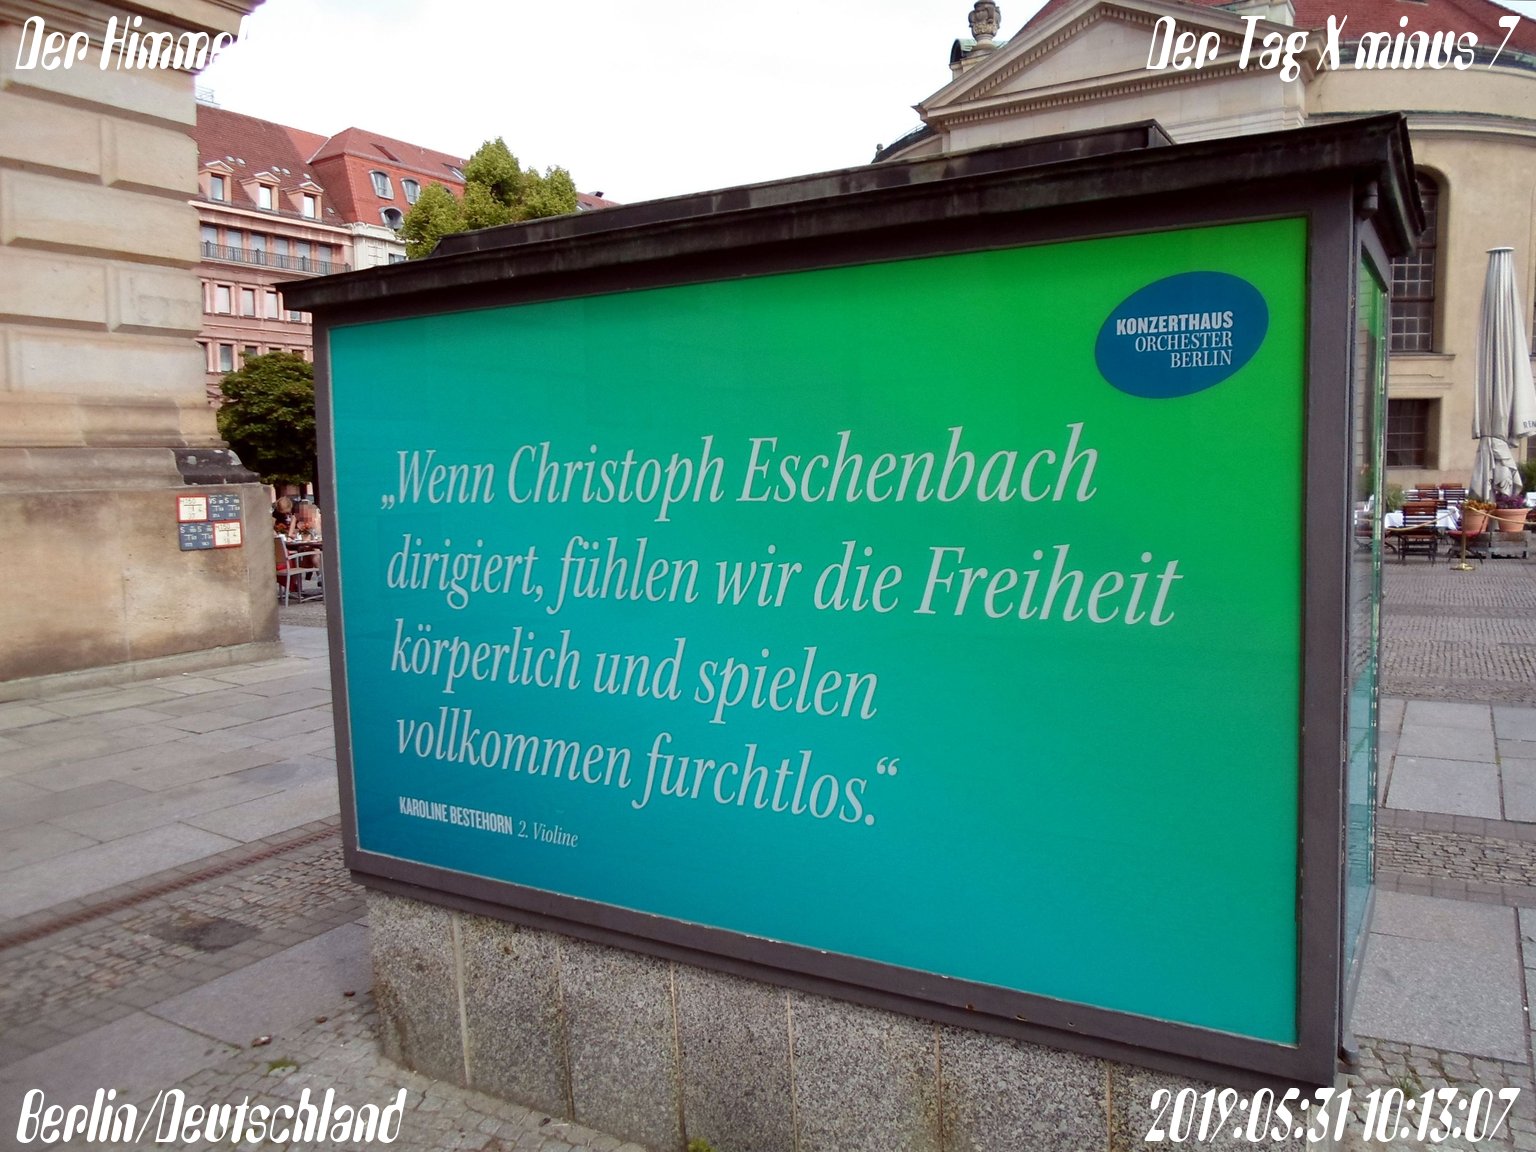 Der Himmel
Der Tag X minus 7
KONZERTHAUS
ORCHESTER
BERLIN
„Wenn Christoph Eschenbach
dirigiert, fühlen wir die Freiheit
körperlich und spielen
vollkommen furchtlos.“
KAROLINE BESTEHORN 2. Violine
Berlin/Deutschland
2019:05:31 10:13:07